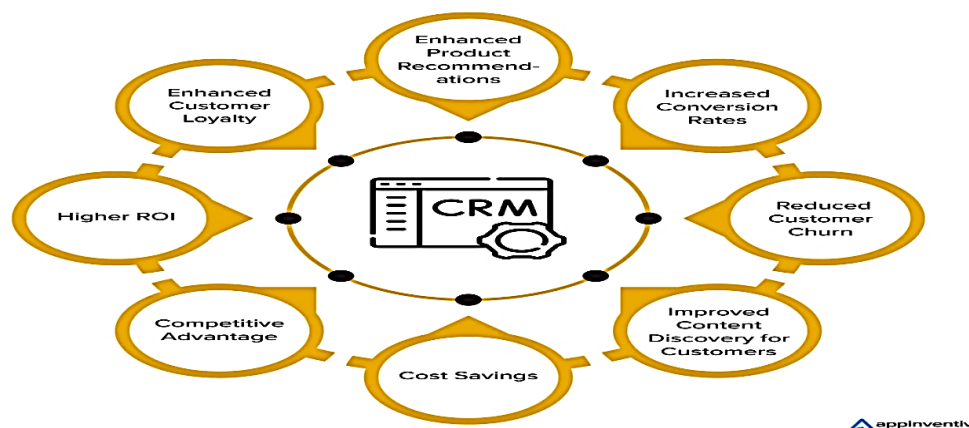 Enhanced
Product
Recommend-
ations
Increased
Conversion
Rates
Reduced
Customer
Churn
Improved
Content
Discovery for
Customers
Cost Savings
Competitive
Advantage
Higher ROI
Enhanced
Customer
Loyalty
CRM
appinventiv